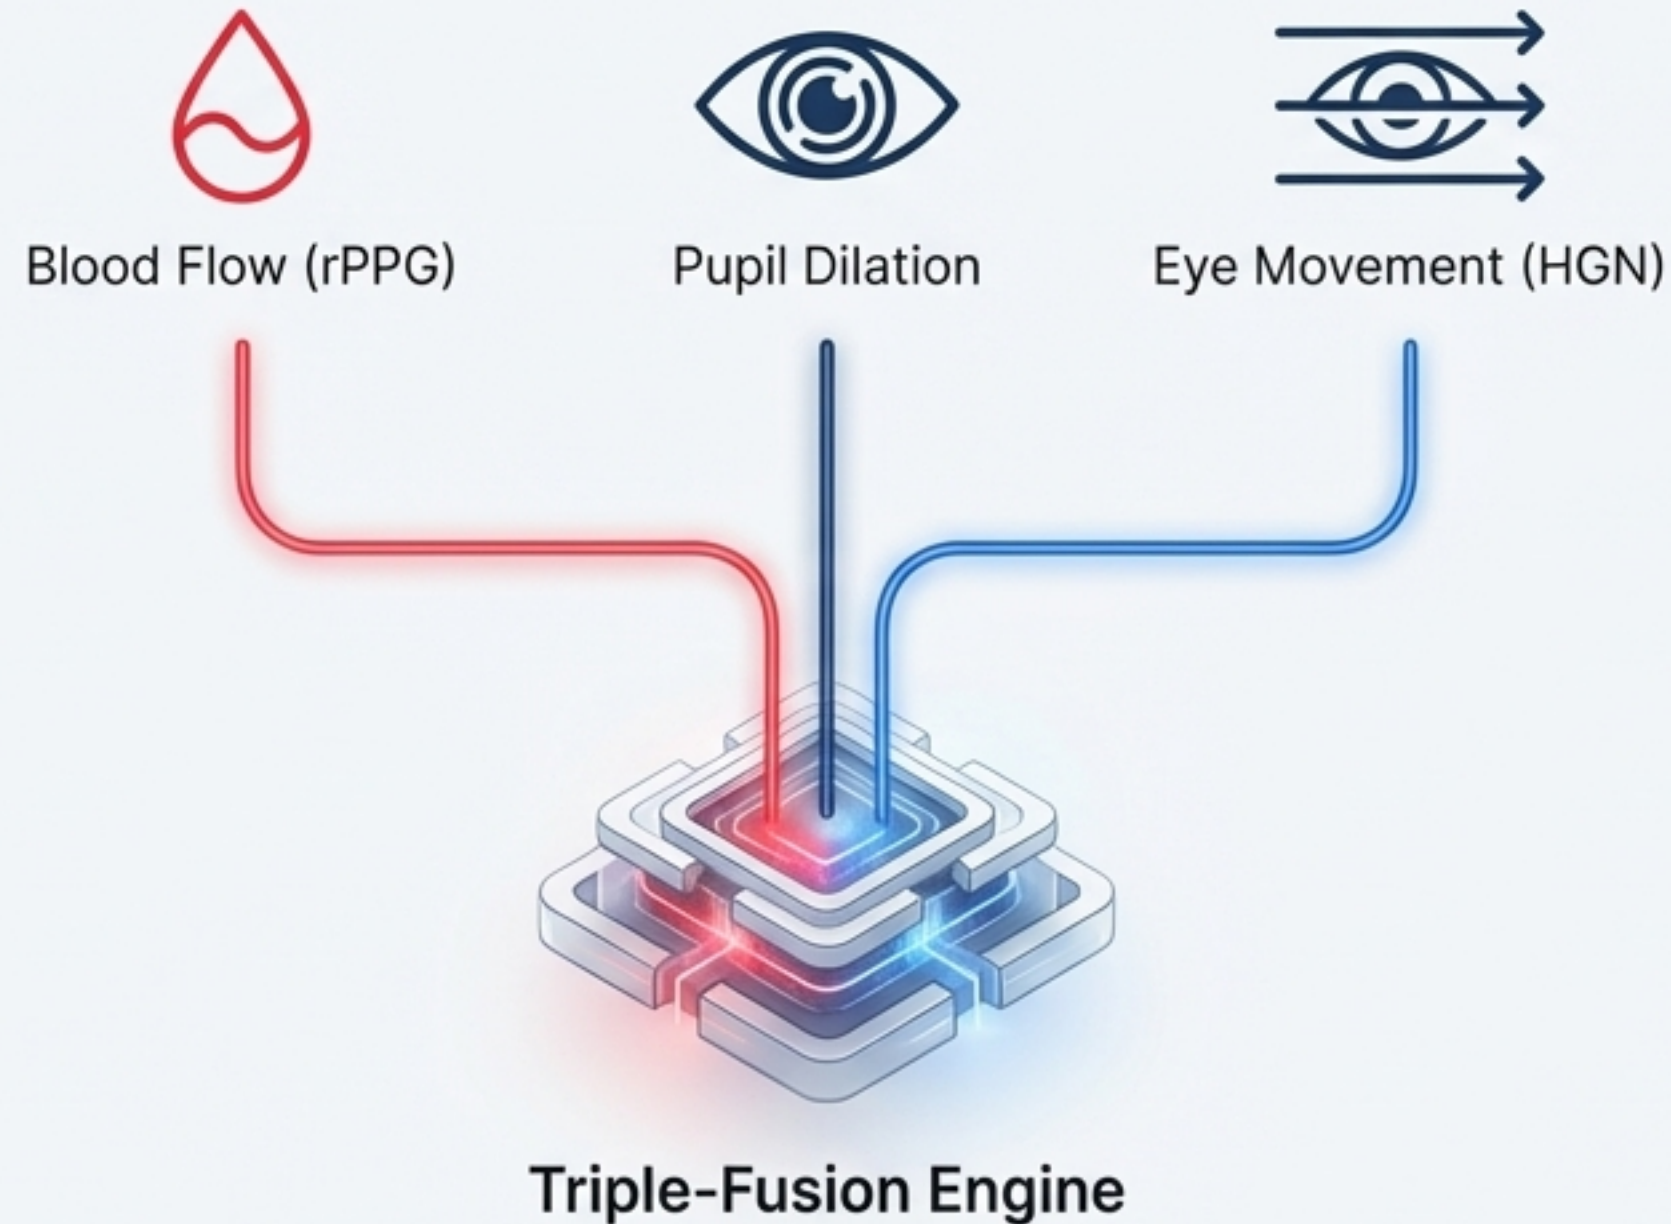 Blood Flow (rPPG)
Pupil Dilation
Eye Movement (HGN)
Triple-Fusion Engine